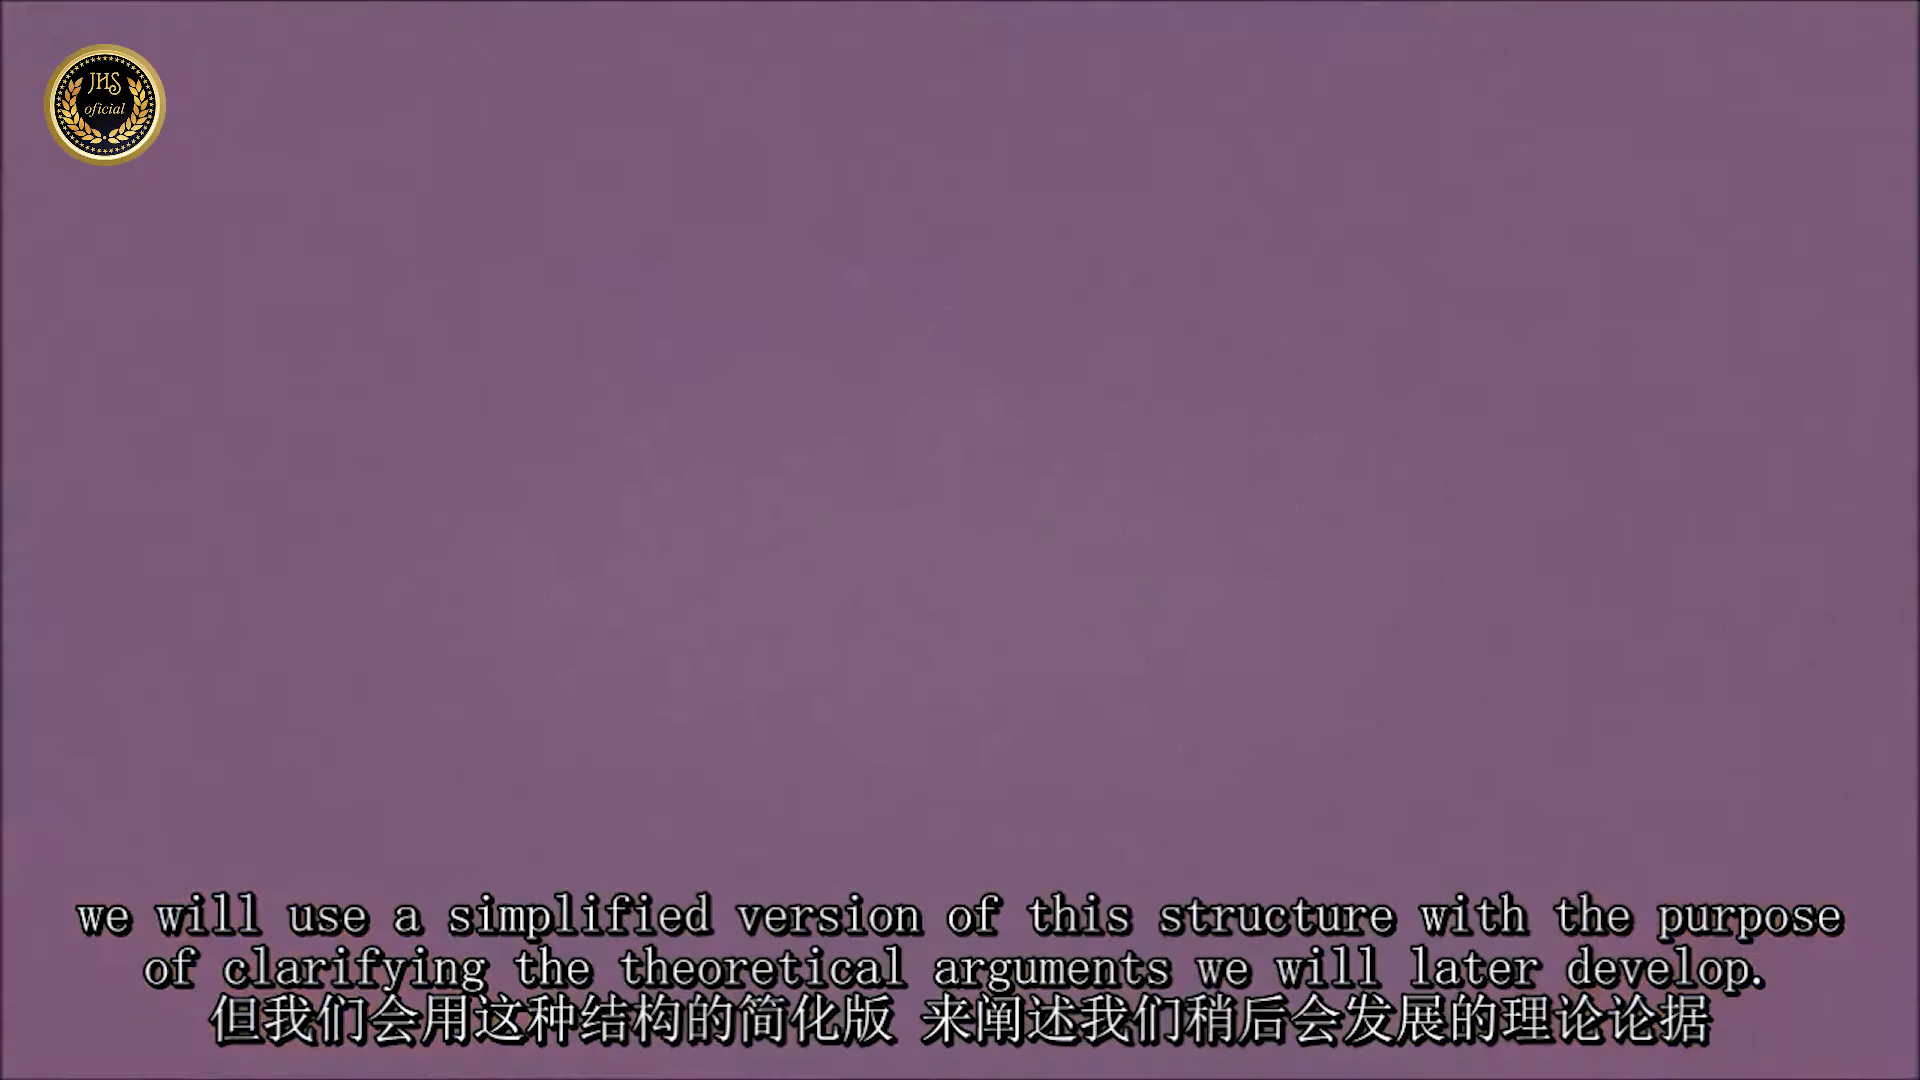 JHS
oficial
we will use a simplified version of this structure with the purpose
of clarifying the theoretical arguments we will later develop.
但我们会用这种结构的简化版 来阐述我们稍后会发展的理论论据